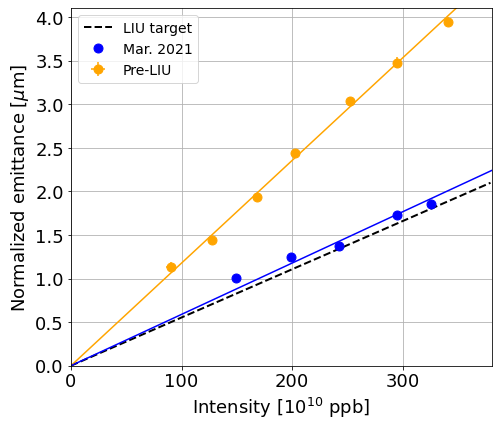 LIU target
Mar. 2021
Pre-LIU
Normalized emittance [μm]
4.0
3.5
3.0
2.5
2.0
1.5
1.0
0.5
0.0
0 100 200 300
Intensity [10¹⁰ ppb]